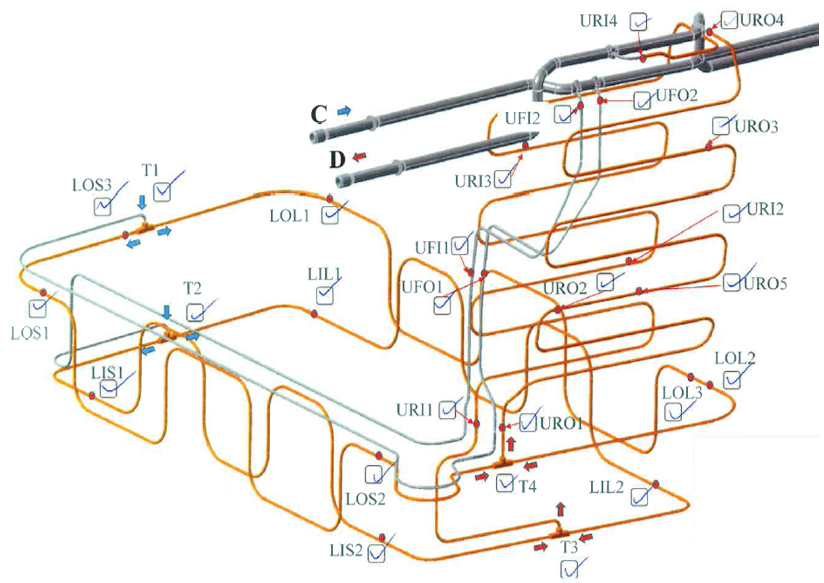 URI4
URO4
C
UFI2
UFO2
D
URO3
URI3
T1
LOS3
LOL1
URI2
UFI1
UFO1
URO2
URO5
LIL1
T2
LOS1
LIS1
LOL2
LOL3
URI1
URO1
LOS2
T4
LIL2
LIS2
T3